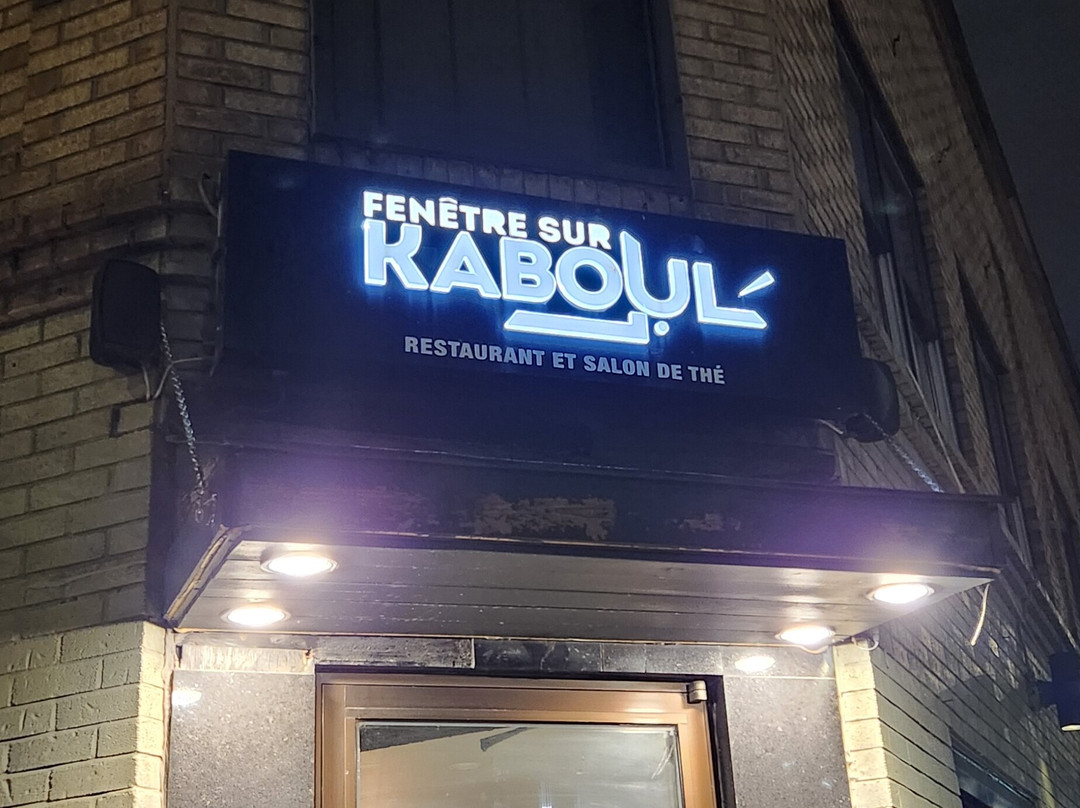 FENÊTRE SUR
KABOUL
RESTAURANT ET SALON DE THÉ